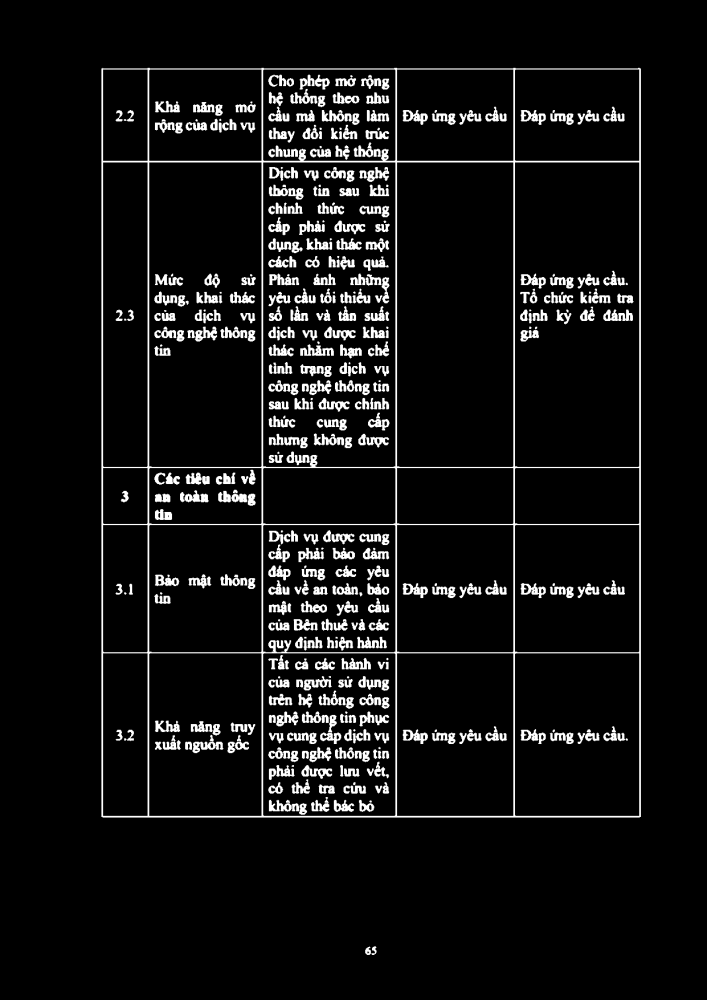 2.2
Khả năng mở
rộng của dịch vụ
Cho phép mở rộng
hệ thống theo nhu
cầu mà không làm
thay đổi kiến trúc
chung của hệ thống
Đáp ứng yêu cầu
Đáp ứng yêu cầu
2.3
Mức độ sử
dụng, khai thác
của dịch vụ
công nghệ thông
tin
Dịch vụ công nghệ
thông tin sau khi
chính thức cung
cấp phải được sử
dụng, khai thác một
cách có hiệu quả.
Phản ánh những
yêu cầu tối thiểu về
số lần và tần suất
dịch vụ được khai
thác nhằm hạn chế
tình trạng dịch vụ
công nghệ thông tin
sau khi được chính
thức cung cấp
nhưng không được
sử dụng
Đáp ứng yêu cầu.
Tổ chức kiểm tra
định kỳ để đánh
giá
3
Các tiêu chí về
an toàn thông
tin
3.1
Bảo mật thông
tin
Dịch vụ được cung
cấp phải bảo đảm
đáp ứng các yêu
cầu về an toàn, bảo
mật theo yêu cầu
của Bên thuê và các
quy định hiện hành
Đáp ứng yêu cầu
Đáp ứng yêu cầu
3.2
Khả năng truy
xuất nguồn gốc
Tất cả các hành vi
của người sử dụng
trên hệ thống công
nghệ thông tin phục
vụ cung cấp dịch vụ
công nghệ thông tin
phải được lưu vết,
có thể tra cứu và
không thể bác bỏ
Đáp ứng yêu cầu
Đáp ứng yêu cầu.
65